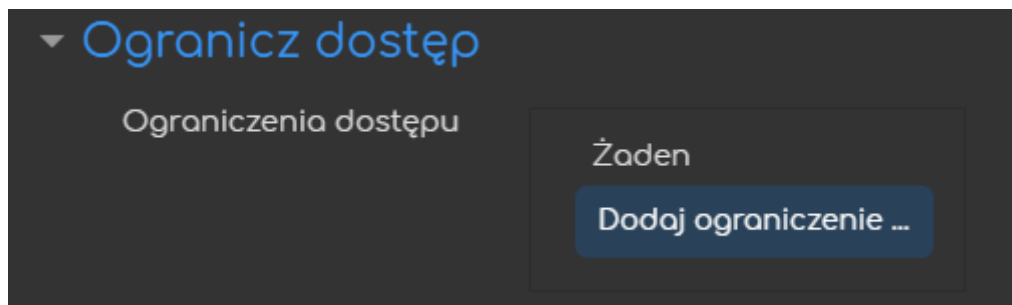 Ogranicz dostęp
Ograniczenia dostępu
Żaden
Dodaj ograniczenie ...